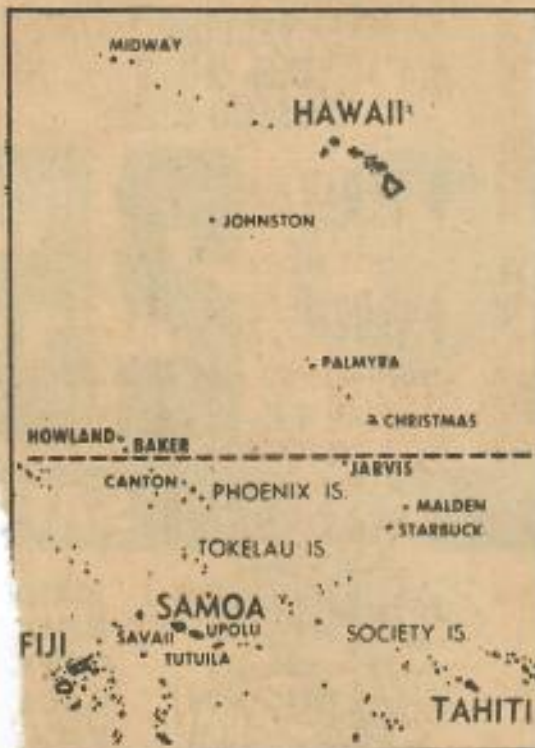 MIDWAY
HAWAII
JOHNSTON
PALMYRA
CHRISTMAS
HOWLAND
BAKER
JARVIS
CANTON
PHOENIX IS.
MALDEN
STARBUCK
TOKELAU IS
SAMOA
SAVAII
UPOLU
SOCIETY IS
FIJI
TUTUILA
TAHITI